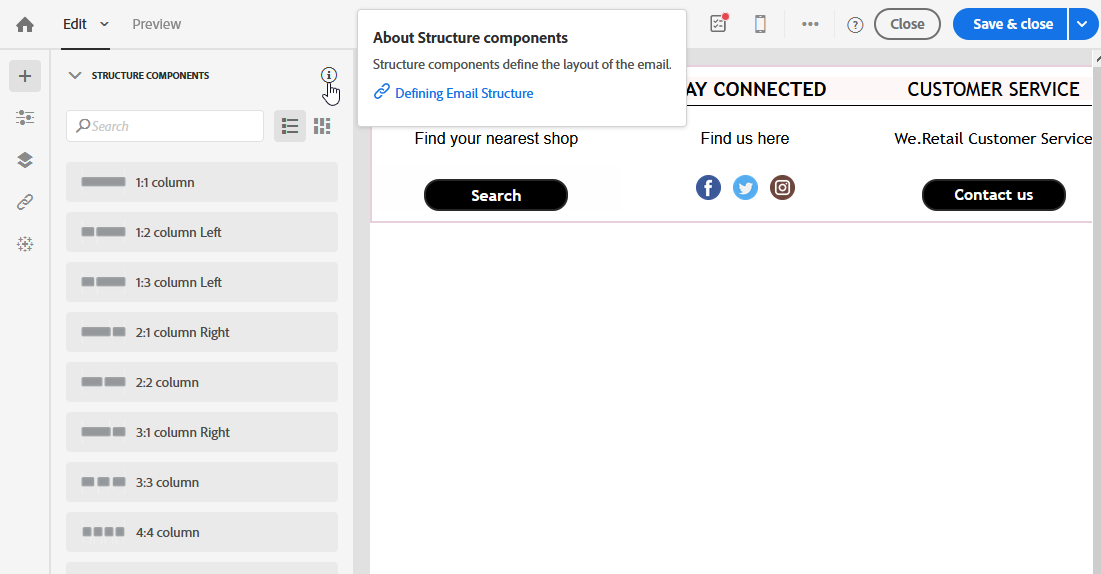 Edit
Preview
Close
Save & close
About Structure components
Structure components define the layout of the email.
Defining Email Structure
STRUCTURE COMPONENTS
Search
1:1 column
1:2 column Left
1:3 column Left
2:1 column Right
2:2 column
3:1 column Right
3:3 column
4:4 column
AY CONNECTED
CUSTOMER SERVICE
Find your nearest shop
Find us here
We.Retail Customer Service
Search
Contact us